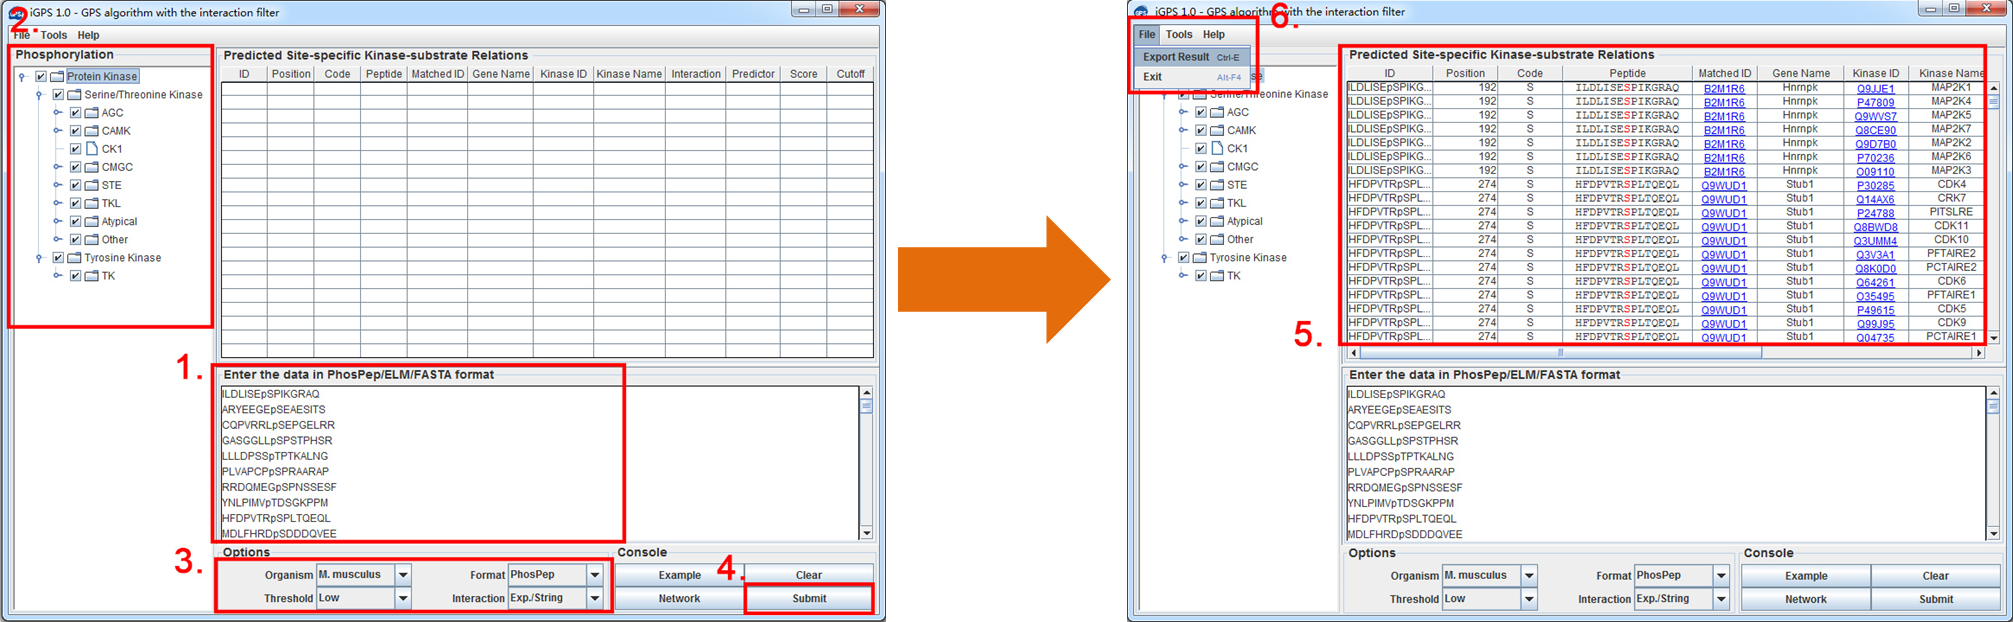 iGPS 1.0 - GPS algorithm with the interaction filter
2.
File Tools Help
Phosphorylation
Protein Kinase
Serine/Threonine Kinase
AGC
CAMK
CK1
CMGC
STE
TKL
Atypical
Other
Tyrosine Kinase
TK
Predicted Site-specific Kinase-substrate Relations
ID Position Code Peptide Matched ID Gene Name Kinase ID Kinase Name Interaction Predictor Score Cutoff
1.
Enter the data in PhosPep/ELM/FASTA format
ILDLISEpSPIKGRAQ
ARYEEGEpSEAESITS
CQPVRRLpSEPGELRR
GASGGLLpSPSTPHSR
LLLDPSSpTPTKALNG
PLVAPCPpSPRAARAP
RRDQMEGpSPNSSESF
YNLPIMVpTDSGKPPM
HFDPVTRpSPLTQEQL
MDLFHRDpSDDDQVEE
3.
Options
Organism M. musculus Format PhosPep
Threshold Low Interaction Exp./String
Console
4.
Example Clear
Network Submit
iGPS 1.0 - GPS algorithm with the interaction filter
6.
File Tools Help
Export Result Ctrl-E
Exit Alt-F4
Serine/Threonine Kinase
AGC
CAMK
CK1
CMGC
STE
TKL
Atypical
Other
Tyrosine Kinase
TK
5.
Predicted Site-specific Kinase-substrate Relations
ID Position Code Peptide Matched ID Gene Name Kinase ID Kinase Name
ILDLISEpSPIKG... 192 S ILDLISESPIKGRAQ B2M1R6 Hnrnpk Q9JJE1 MAP2K1
ILDLISEpSPIKG... 192 S ILDLISESPIKGRAQ B2M1R6 Hnrnpk P47809 MAP2K4
ILDLISEpSPIKG... 192 S ILDLISESPIKGRAQ B2M1R6 Hnrnpk Q9WVS7 MAP2K5
ILDLISEpSPIKG... 192 S ILDLISESPIKGRAQ B2M1R6 Hnrnpk Q8CE90 MAP2K7
ILDLISEpSPIKG... 192 S ILDLISESPIKGRAQ B2M1R6 Hnrnpk Q9D7B0 MAP2K2
ILDLISEpSPIKG... 192 S ILDLISESPIKGRAQ B2M1R6 Hnrnpk P70236 MAP2K6
ILDLISEpSPIKG... 192 S ILDLISESPIKGRAQ B2M1R6 Hnrnpk O09110 MAP2K3
HFDPVTRpSPL... 274 S HFDPVTRSPLTQEQL Q9WUD1 Stub1 P30285 CDK4
HFDPVTRpSPL... 274 S HFDPVTRSPLTQEQL Q9WUD1 Stub1 Q14AX6 CRK7
HFDPVTRpSPL... 274 S HFDPVTRSPLTQEQL Q9WUD1 Stub1 P24788 PITSLRE
HFDPVTRpSPL... 274 S HFDPVTRSPLTQEQL Q9WUD1 Stub1 Q8BWD8 CDK11
HFDPVTRpSPL... 274 S HFDPVTRSPLTQEQL Q9WUD1 Stub1 Q3UMM4 CDK10
HFDPVTRpSPL... 274 S HFDPVTRSPLTQEQL Q9WUD1 Stub1 Q3V3A1 PFTAIRE2
HFDPVTRpSPL... 274 S HFDPVTRSPLTQEQL Q9WUD1 Stub1 Q8K0D0 PCTAIRE2
HFDPVTRpSPL... 274 S HFDPVTRSPLTQEQL Q9WUD1 Stub1 Q64261 CDK6
HFDPVTRpSPL... 274 S HFDPVTRSPLTQEQL Q9WUD1 Stub1 O35495 PFTAIRE1
HFDPVTRpSPL... 274 S HFDPVTRSPLTQEQL Q9WUD1 Stub1 P49615 CDK5
HFDPVTRpSPL... 274 S HFDPVTRSPLTQEQL Q9WUD1 Stub1 Q99J95 CDK9
HFDPVTRpSPL... 274 S HFDPVTRSPLTQEQL Q9WUD1 Stub1 Q04735 PCTAIRE1
Enter the data in PhosPep/ELM/FASTA format
ILDLISEpSPIKGRAQ
ARYEEGEpSEAESITS
CQPVRRLpSEPGELRR
GASGGLLpSPSTPHSR
LLLDPSSpTPTKALNG
PLVAPCPpSPRAARAP
RRDQMEGpSPNSSESF
YNLPIMVpTDSGKPPM
HFDPVTRpSPLTQEQL
MDLFHRDpSDDDQVEE
Options
Organism M. musculus Format PhosPep
Threshold Low Interaction Exp./String
Console
Example Clear
Network Submit